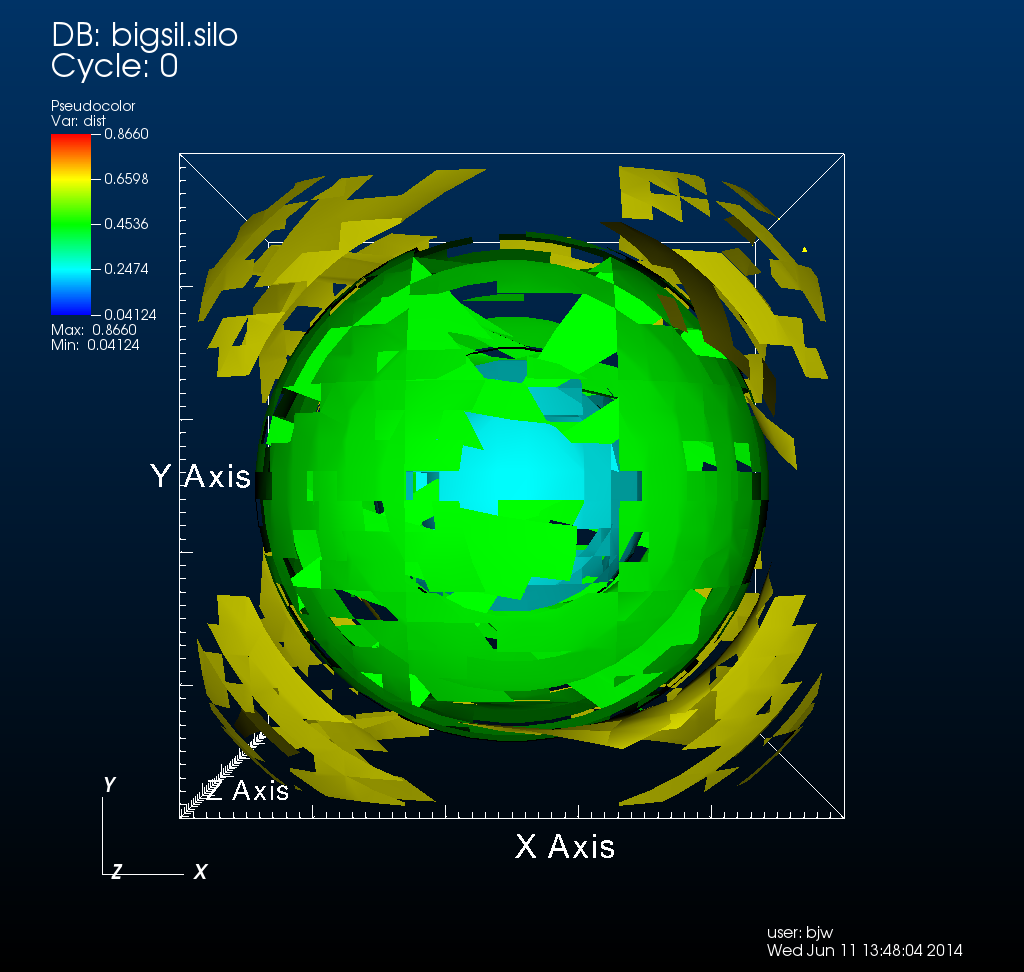 DB: bigsil.silo
Cycle: 0
Pseudocolor
Var: dist
0.8660
0.6598
0.4536
0.2474
0.04124
Max: 0.8660
Min: 0.04124
Y Axis
Z Axis
X Axis
Y
Z X
user: bjw
Wed Jun 11 13:48:04 2014